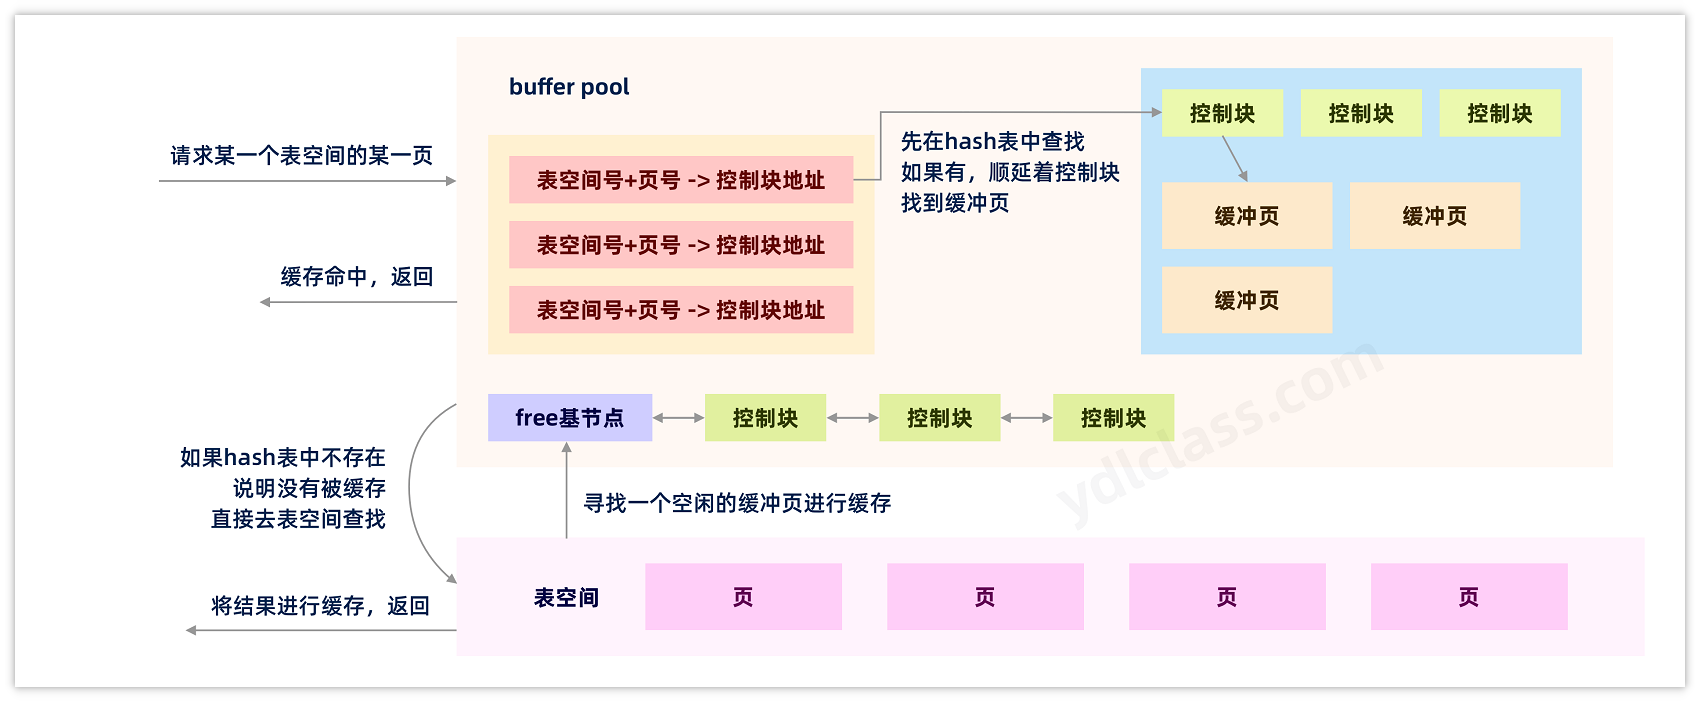 buffer pool
请求某一个表空间的某一页
缓存命中，返回
表空间号+页号 -> 控制块地址
表空间号+页号 -> 控制块地址
表空间号+页号 -> 控制块地址
先在hash表中查找
如果有，顺延着控制块
找到缓冲页
控制块
控制块
控制块
缓冲页
缓冲页
缓冲页
free基节点
控制块
控制块
控制块
如果hash表中不存在
说明没有被缓存
直接去表空间查找
寻找一个空闲的缓冲页进行缓存
将结果进行缓存，返回
表空间
页
页
页
页
ydlclass.com